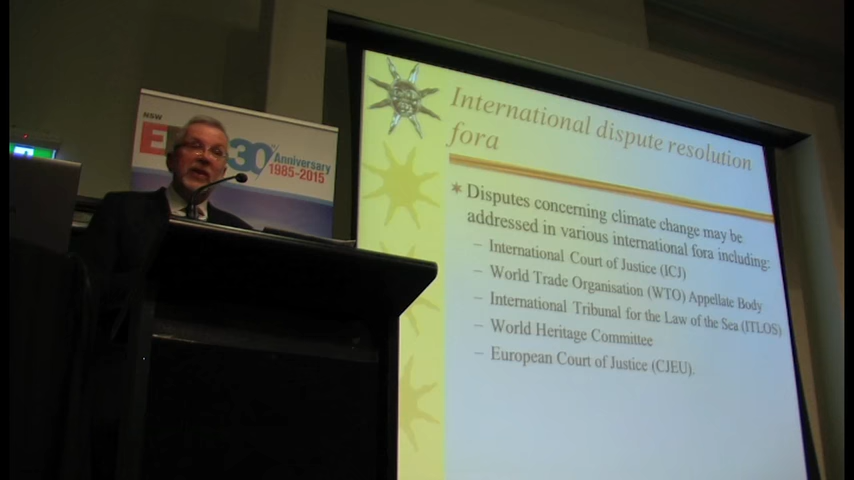 NSW
E
30
Anniversary
1985-2015
International dispute resolution
fora
Disputes concerning climate change may be
addressed in various international fora including:
– International Court of Justice (ICJ)
– World Trade Organisation (WTO) Appellate Body
– International Tribunal for the Law of the Sea (ITLOS)
– World Heritage Committee
– European Court of Justice (CJEU).